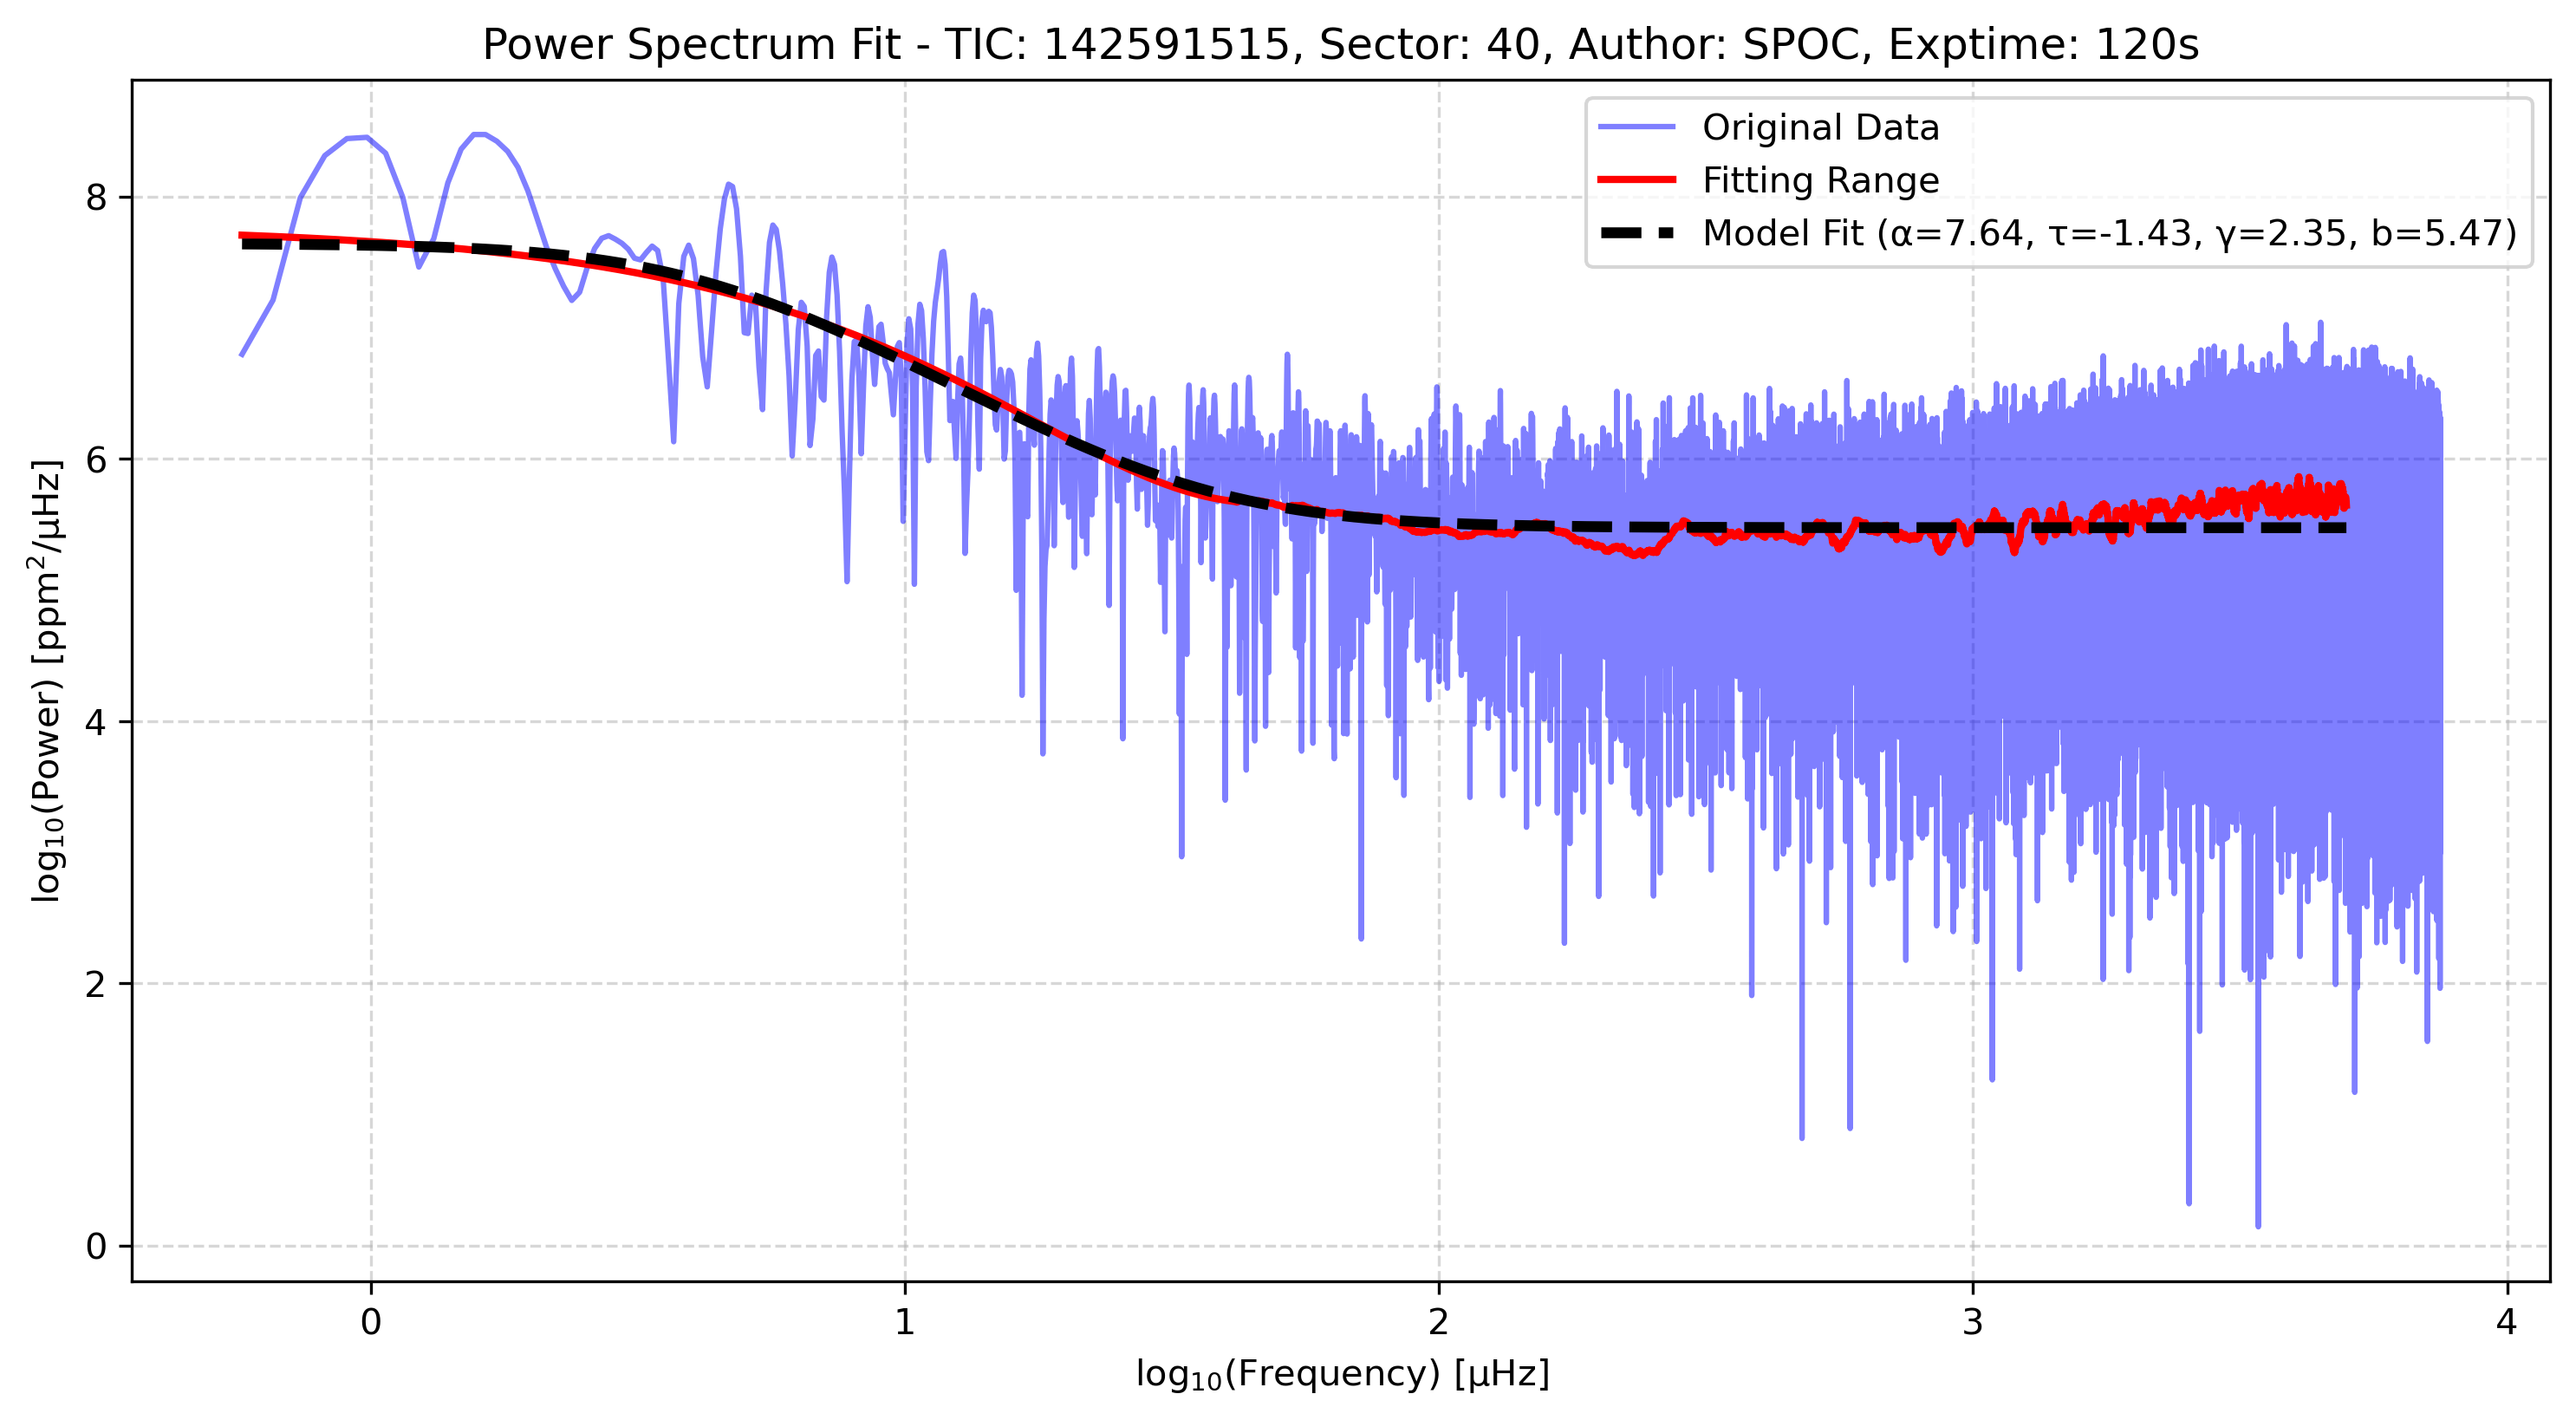 Power Spectrum Fit - TIC: 142591515, Sector: 40, Author: SPOC, Exptime: 120s
Original Data
Fitting Range
Model Fit (α=7.64, τ=-1.43, γ=2.35, b=5.47)
log₁₀(Power) [ppm²/μHz]
8
6
4
2
0
0 1 2 3 4
log₁₀(Frequency) [μHz]